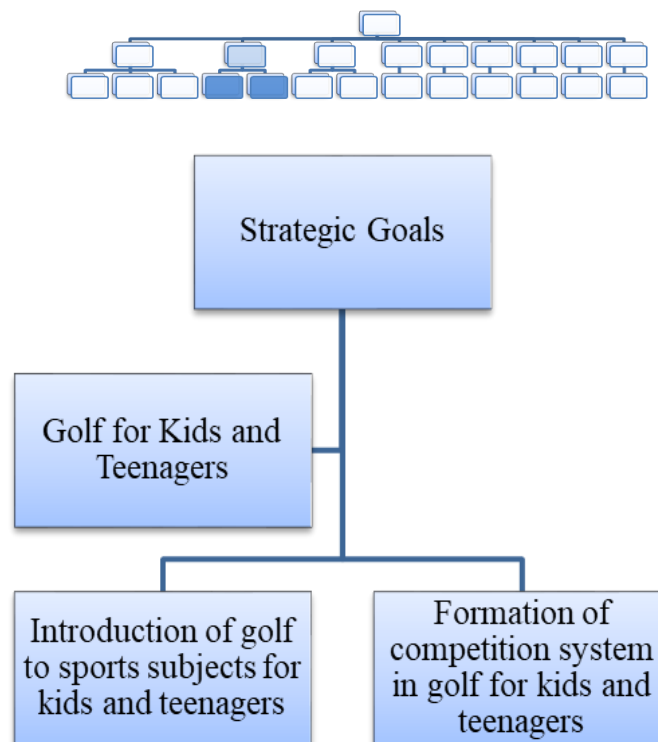 Strategic Goals
Golf for Kids and
Teenagers
Introduction of golf
to sports subjects for
kids and teenagers
Formation of
competition system
in golf for kids and
teenagers